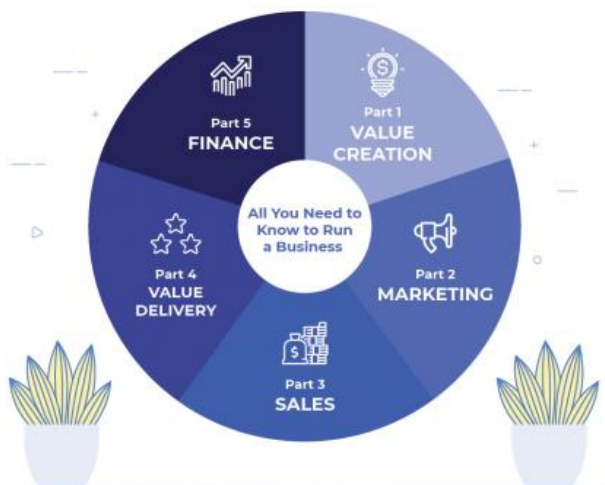 All You Need to
Know to Run
a Business
Part 1
VALUE
CREATION
Part 2
MARKETING
Part 3
SALES
Part 4
VALUE
DELIVERY
Part 5
FINANCE